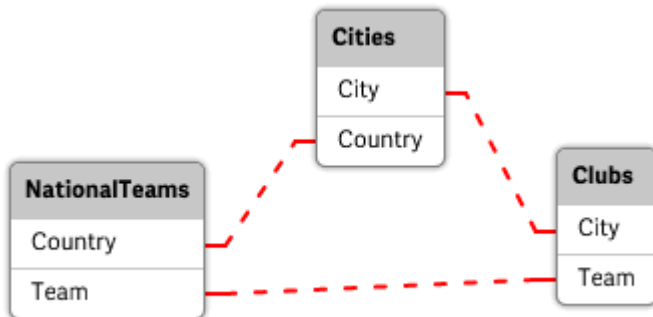 Cities
City
Country
NationalTeams
Country
Team
Clubs
City
Team